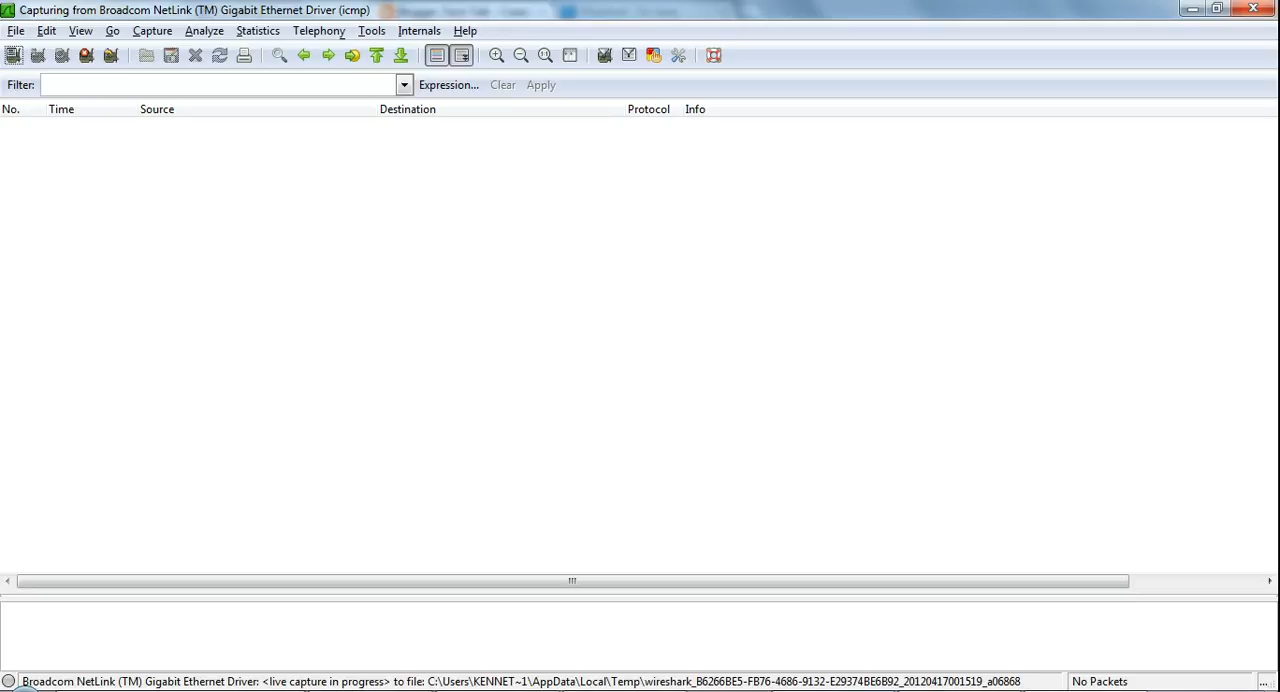 Capturing from Broadcom NetLink (TM) Gigabit Ethernet Driver (icmp)
File Edit View Go Capture Analyze Statistics Telephony Tools Internals Help
Filter: Expression... Clear Apply
No. Time Source Destination Protocol Info
Broadcom NetLink (TM) Gigabit Ethernet Driver: <live capture in progress> to file: C:\Users\KENNET~1\AppData\Local\Temp\wireshark_B6266BE5-FB76-4686-9132-E29374BE6B92_20120417001519_a06868 No Packets ...